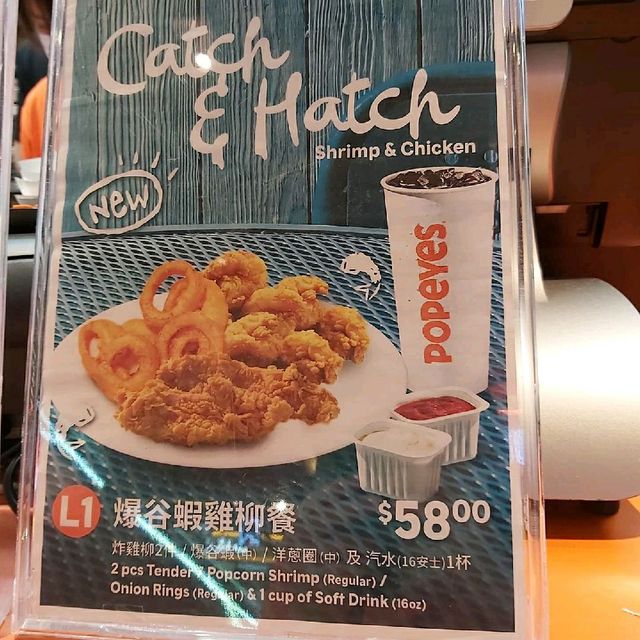 Catch
& Hatch
Shrimp & Chicken
New
POPEYES
L1 爆谷蝦雞柳餐 $5800
炸雞柳2件 / 爆谷蝦(中) / 洋蔥圈(中) 及 汽水(16安士)1杯
2 pcs Tender / Popcorn Shrimp (Regular) /
Onion Rings (Regular) & 1 cup of Soft Drink (16oz)